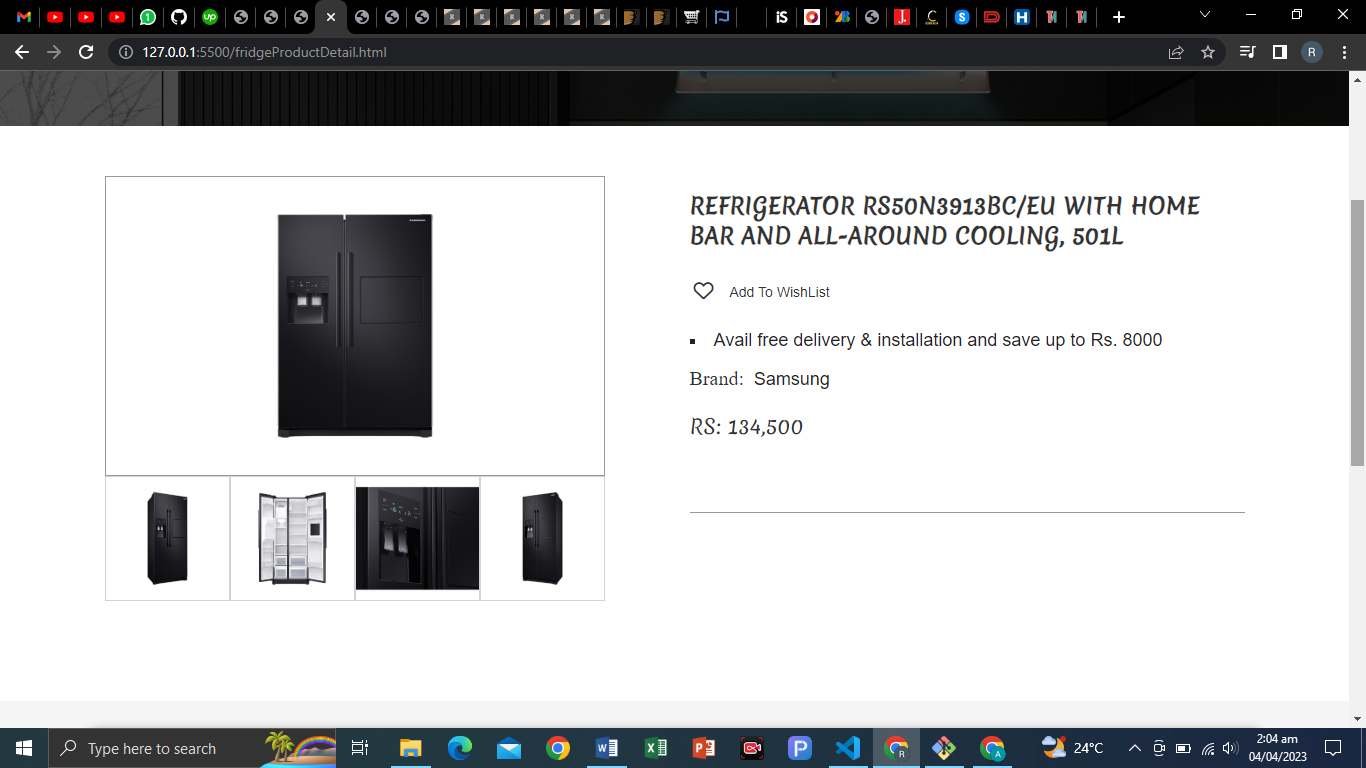 127.0.0.1:5500/fridgeProductDetail.html
R
REFRIGERATOR RS50N3913BC/EU WITH HOME
BAR AND ALL-AROUND COOLING, 501L
Add To WishList
Avail free delivery & installation and save up to Rs. 8000
Brand: Samsung
RS: 134,500
Type here to search
24°C
2:04 am
04/04/2023